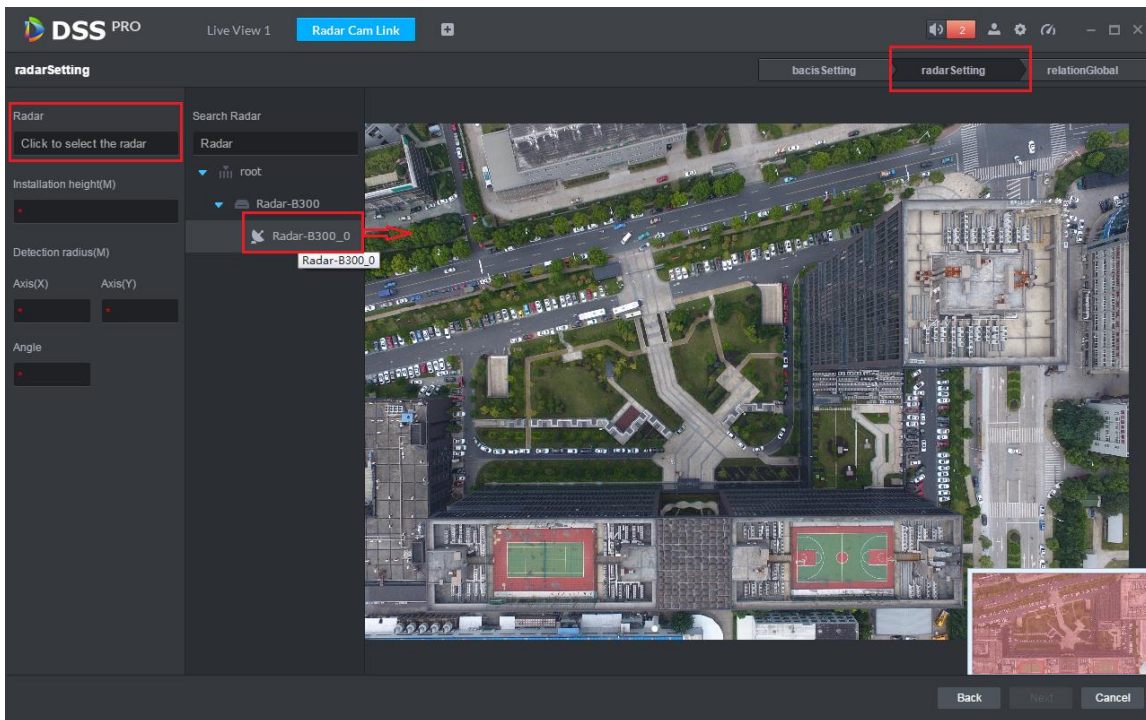 DSS PRO
Live View 1
Radar Cam Link
2
radarSetting
bacisSetting
radarSetting
relationGlobal
Radar
Click to select the radar
Installation height(M)
*
Detection radius(M)
Axis(X) Axis(Y)
* *
Angle
*
Search Radar
Radar
root
Radar-B300
Radar-B300_0
Radar-B300_0
Back
Next
Cancel